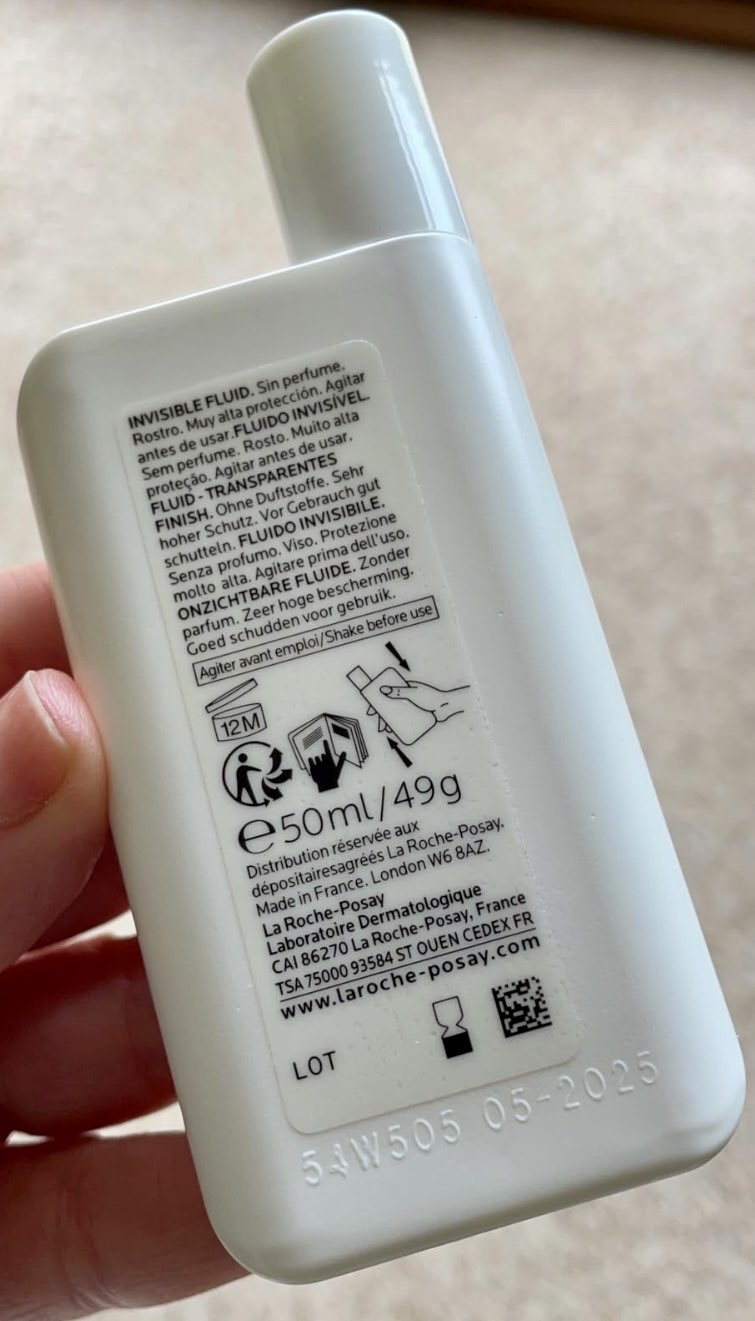 INVISIBLE FLUID. Sin perfume.
Rostro. Muy alta protección. Agitar
antes de usar.FLUIDO INVISÍVEL.
Sem perfume. Rosto. Muito alta
proteção. Agitar antes de usar.
FLUID - TRANSPARENTES
FINISH. Ohne Duftstoffe. Sehr
hoher Schutz. Vor Gebrauch gut
schutteln. FLUIDO INVISIBILE.
Senza profumo. Viso. Protezione
molto alta. Agitare prima dell'uso.
ONZICHTBARE FLUIDE. Zonder
parfum. Zeer hoge bescherming.
Goed schudden voor gebruik.
Agiter avant emploi/Shake before use
12M
℮50ml/49g
Distribution réservée aux
dépositairesagréés La Roche-Posay.
Made in France. London W6 8AZ.
La Roche-Posay
Laboratoire Dermatologique
CAI 86270 La Roche-Posay, France
TSA 75000 93584 ST OUEN CEDEX FR
www.laroche-posay.com
LOT
54W505 05-2025